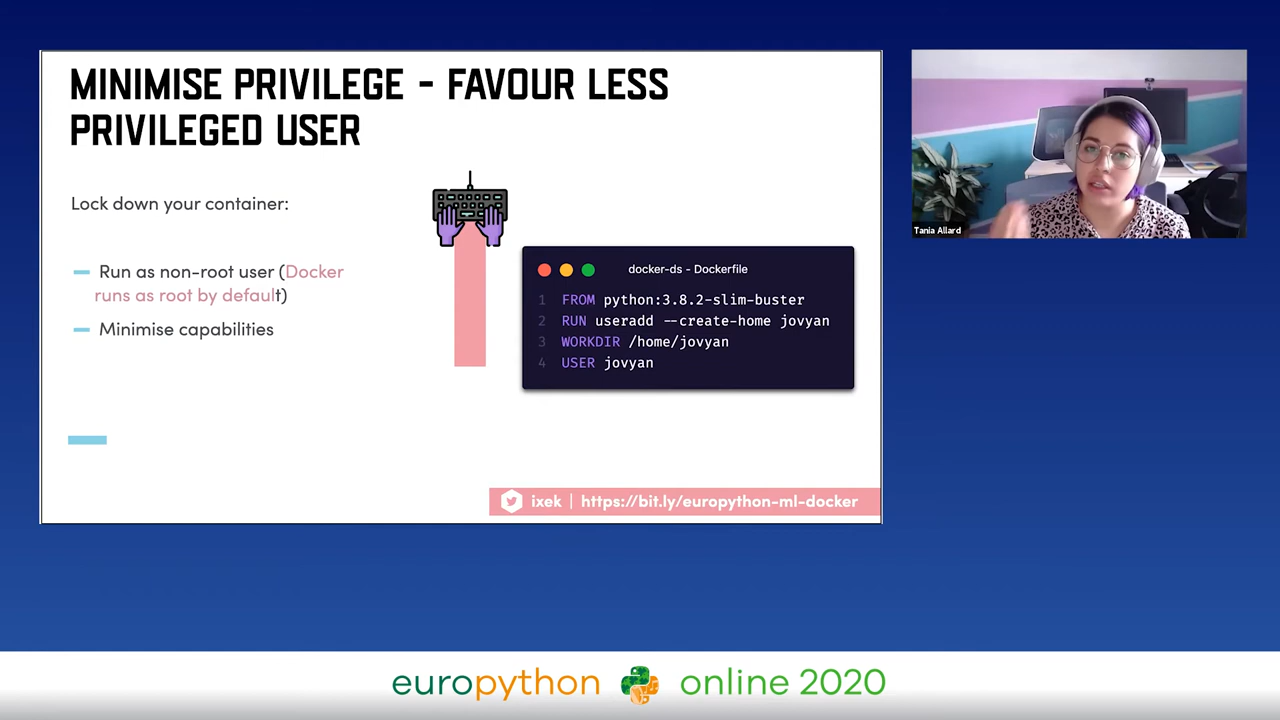 MINIMISE PRIVILEGE - FAVOUR LESS
PRIVILEGED USER
Lock down your container:
Run as non-root user (Docker
runs as root by default)
Minimise capabilities
docker-ds - Dockerfile
1 FROM python:3.8.2-slim-buster
2 RUN useradd --create-home jovyan
3 WORKDIR /home/jovyan
4 USER jovyan
ixek | https://bit.ly/europython-ml-docker
Tania Allard
europython online 2020